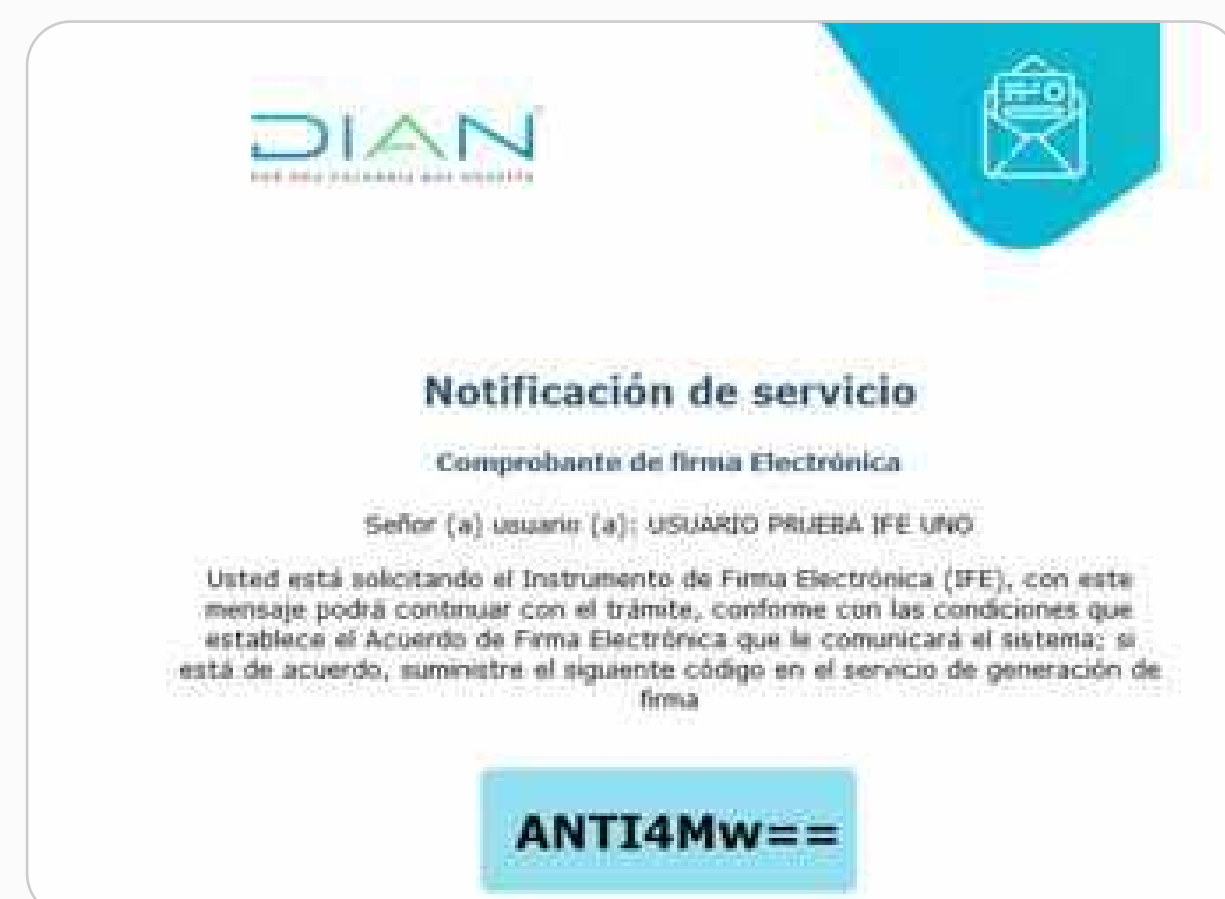 DIAN
Notificación de servicio
Comprobante de firma Electrónica
Señor (a) usuario (a): USUARIO PRUEBA IFE UNO
Usted está solicitando el Instrumento de Firma Electrónica (IFE), con este
mensaje podrá continuar con el trámite, conforme con las condiciones que
establece el Acuerdo de Firma Electrónica que le comunicará el sistema; si
está de acuerdo, suministre el siguiente código en el servicio de generación de
firma
ANTI4Mw==